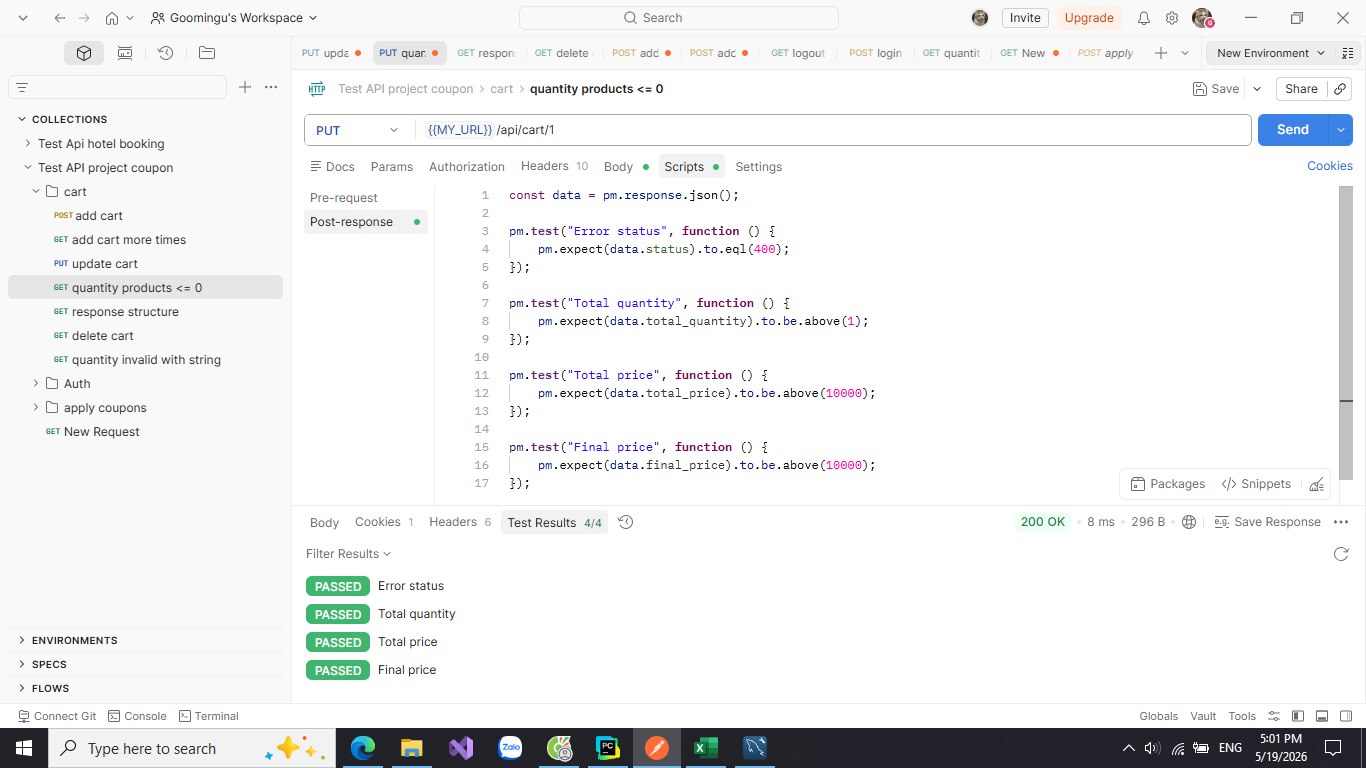 Goomingu's Workspace
Search
Invite
Upgrade
PUT upda
PUT quan
GET respon
GET delete
POST add
POST add
GET logout
POST login
GET quantit
GET New
POST apply
New Environment
COLLECTIONS
Test Api hotel booking
Test API project coupon
cart
POST add cart
GET add cart more times
PUT update cart
GET quantity products <= 0
GET response structure
GET delete cart
GET quantity invalid with string
Auth
apply coupons
GET New Request
ENVIRONMENTS
SPECS
FLOWS
HTTP Test API project coupon > cart > quantity products <= 0
Save
Share
PUT
{{MY_URL}} /api/cart/1
Send
Docs Params Authorization Headers 10 Body Scripts Settings
Cookies
Pre-request
Post-response
1 const data = pm.response.json();
2
3 pm.test("Error status", function () {
4 pm.expect(data.status).to.eql(400);
5 });
6
7 pm.test("Total quantity", function () {
8 pm.expect(data.total_quantity).to.be.above(1);
9 });
10
11 pm.test("Total price", function () {
12 pm.expect(data.total_price).to.be.above(10000);
13 });
14
15 pm.test("Final price", function () {
16 pm.expect(data.final_price).to.be.above(10000);
17 });
Packages </> Snippets
Body Cookies 1 Headers 6 Test Results 4/4
200 OK • 8 ms • 296 B
e.g. Save Response
Filter Results
PASSED Error status
PASSED Total quantity
PASSED Total price
PASSED Final price
Connect Git Console Terminal
Globals Vault Tools
Type here to search
Zalo
PC
ENG
5:01 PM
5/19/2026